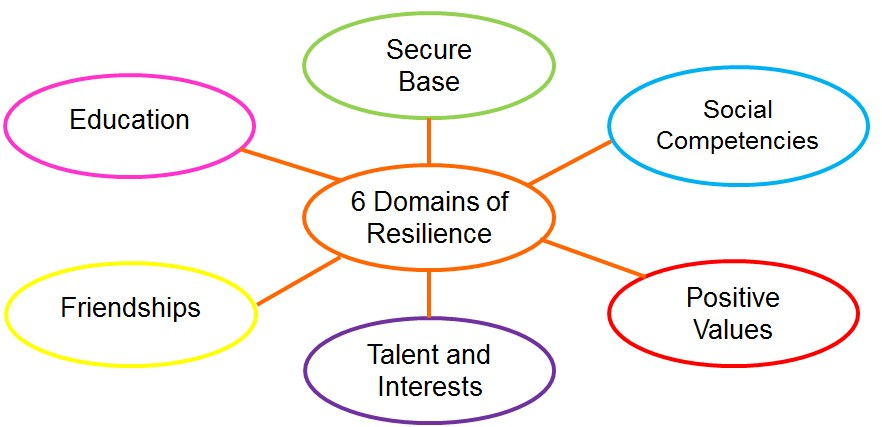 Secure
Base
Education
Social
Competencies
6 Domains of
Resilience
Friendships
Positive
Values
Talent and
Interests